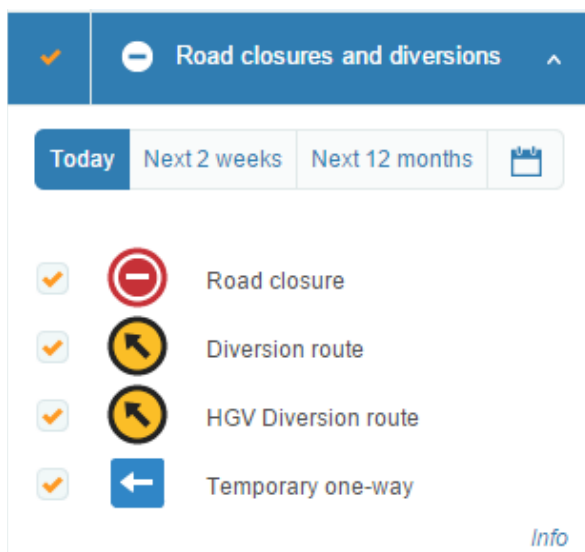 Road closures and diversions
Today Next 2 weeks Next 12 months
Road closure
Diversion route
HGV Diversion route
Temporary one-way
Info